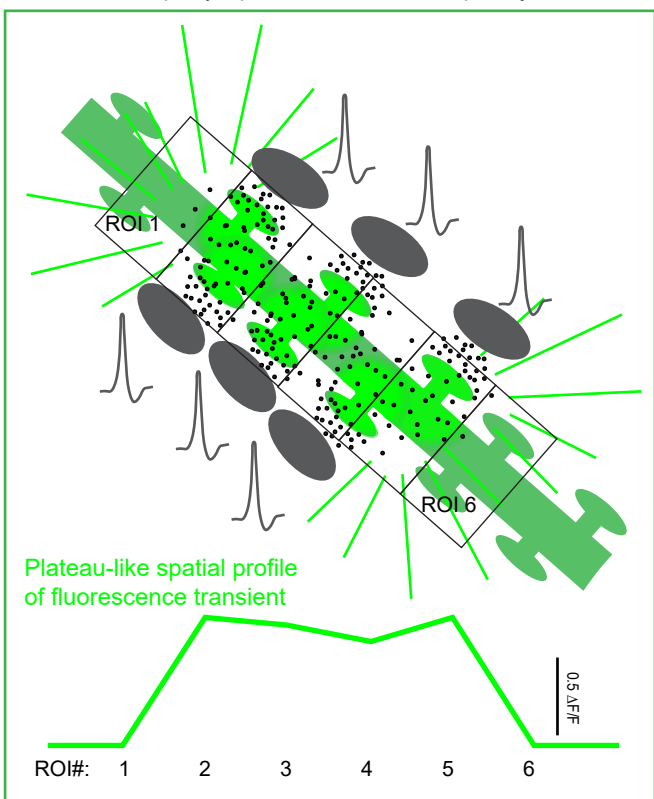 ROI 1
ROI 6
Plateau-like spatial profile
of fluorescence transient
0.5 ΔF/F
ROI#: 1 2 3 4 5 6